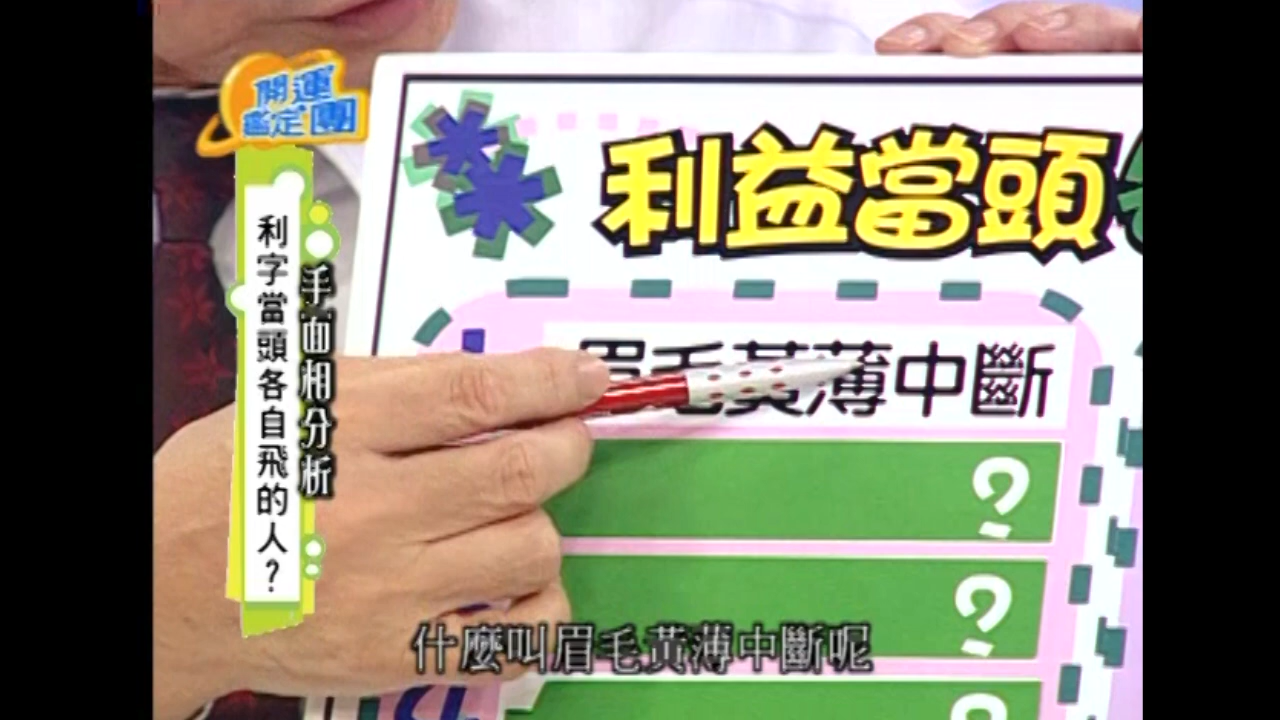 開運
鑑定團
利益當頭
手面相分析
利字當頭各自飛的人?
眉毛黃薄中斷
?
?
?
什麼叫眉毛黃薄中斷呢